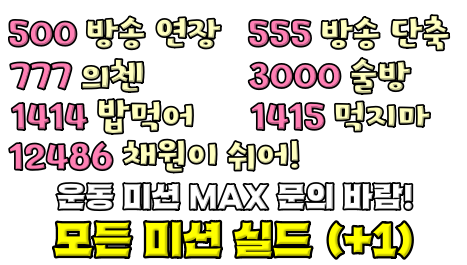 500 방송 연장 555 방송 단축
777 의첸 3000 술방
1414 밥먹어 1415 먹지마
12486 채원이 쉬어!
운동 미션 MAX 문의 바람!
모든 미션 실드 (+1)